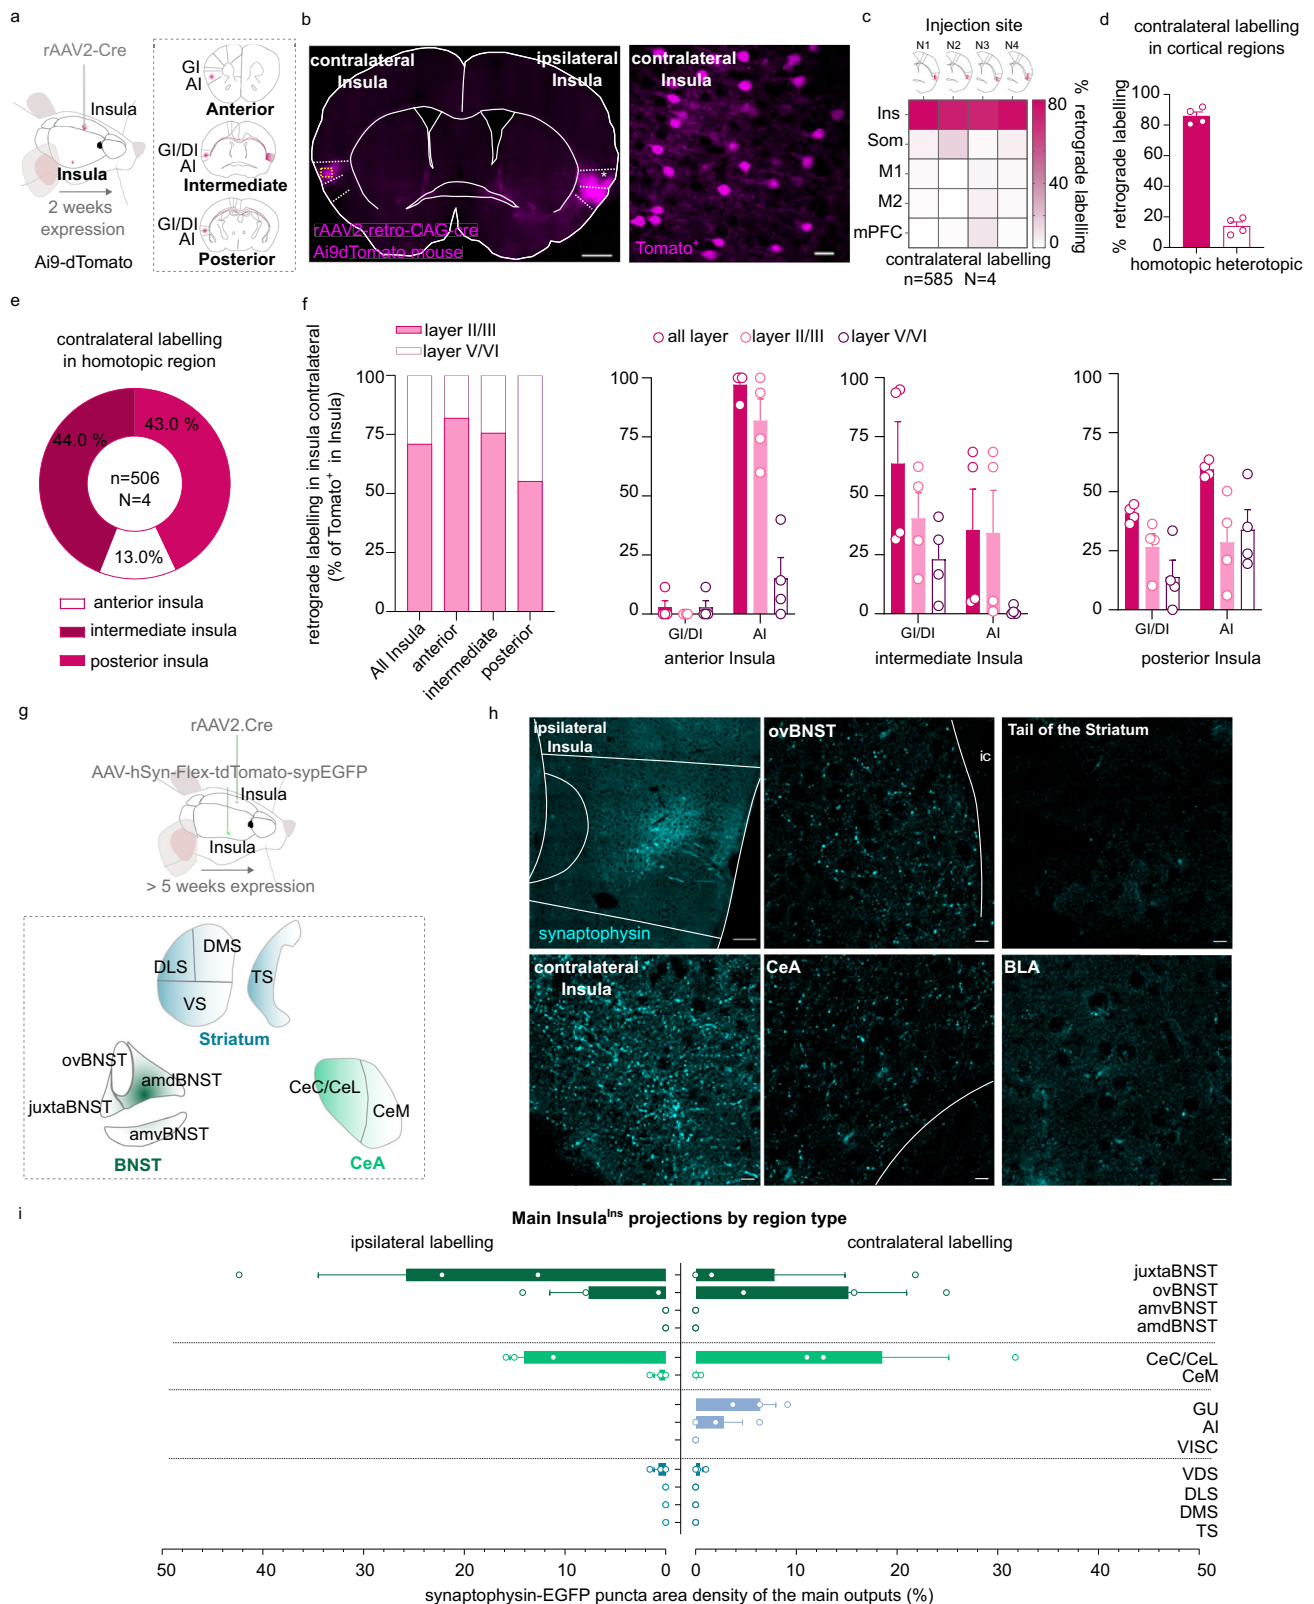 a
rAAV2-Cre
Insula
Insula
2 weeks
expression
Ai9-dTomato
GI
AI
Anterior
GI/DI
AI
Intermediate
GI/DI
AI
Posterior
b
contralateral
Insula
ipsilateral
Insula
*
rAAV2-retro-CAG-cre
Ai9dTomato mouse
contralateral
Insula
Tomato+
c
Injection site
N1 N2 N3 N4
Ins
Som
M1
M2
mPFC
80
60
40
20
0
% retrograde labelling
contralateral labelling
n=585 N=4
d
contralateral labelling
in cortical regions
% retrograde labelling
100
80
60
40
20
0
homotopic heterotopic
e
contralateral labelling
in homotopic region
44.0 %
43.0 %
n=506
N=4
13.0%
anterior insula
intermediate insula
posterior insula
f
layer II/III
layer V/VI
retrograde labelling in insula contralateral
(% of Tomato+ in Insula)
100
75
50
25
0
All Insula
anterior
intermediate
posterior
all layer
layer II/III
layer V/VI
100
75
50
25
0
GI/DI
AI
anterior Insula
100
75
50
25
0
GI/DI
AI
intermediate Insula
100
75
50
25
0
GI/DI
AI
posterior Insula
g
rAAV2.Cre
AAV-hSyn-Flex-tdTomato-sypEGFP
Insula
Insula
> 5 weeks expression
DMS
DLS
VS
TS
Striatum
ovBNST
amdBNST
juxtaBNST
amvBNST
BNST
CeC/CeL
CeM
CeA
h
ipsilateral
Insula
synaptophysin
ovBNST
ic
Tail of the Striatum
contralateral
Insula
CeA
BLA
i
Main Insula^Ins projections by region type
ipsilateral labelling
contralateral labelling
juxtaBNST
ovBNST
amvBNST
amdBNST
CeC/CeL
CeM
GU
AI
VISC
VDS
DLS
DMS
TS
50 40 30 20 10 0 0 10 20 30 40 50
synaptophysin-EGFP puncta area density of the main outputs (%)